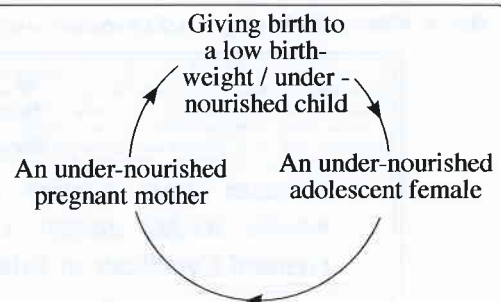 Giving birth to
a low birth-
weight / under -
nourished child
An under-nourished
adolescent female
An under-nourished
pregnant mother